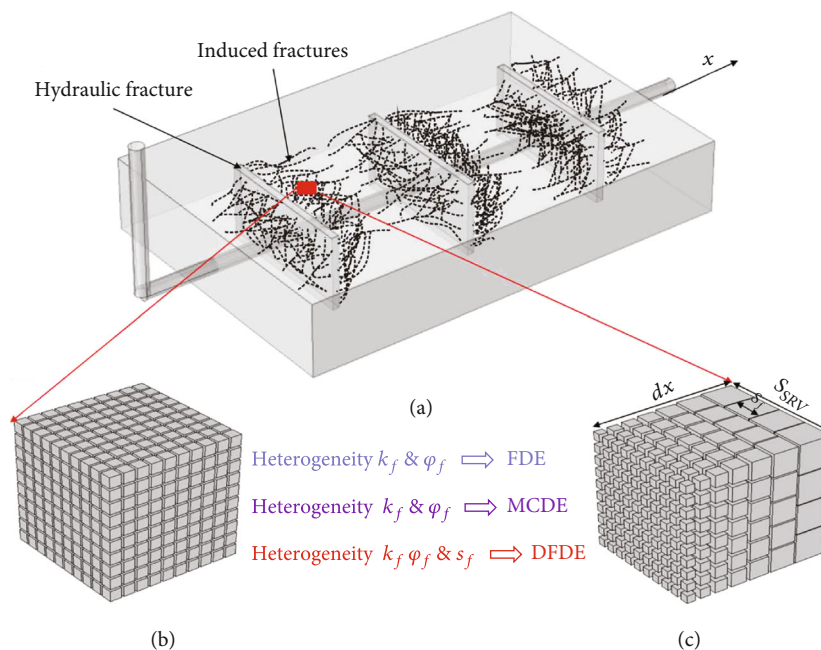 Induced fractures
Hydraulic fracture
x
(a)
dx
S_SRV
Heterogeneity k_f & φ_f ⇒ FDE
Heterogeneity k_f & φ_f ⇒ MCDE
Heterogeneity k_f φ_f & s_f ⇒ DFDE
(b)
(c)